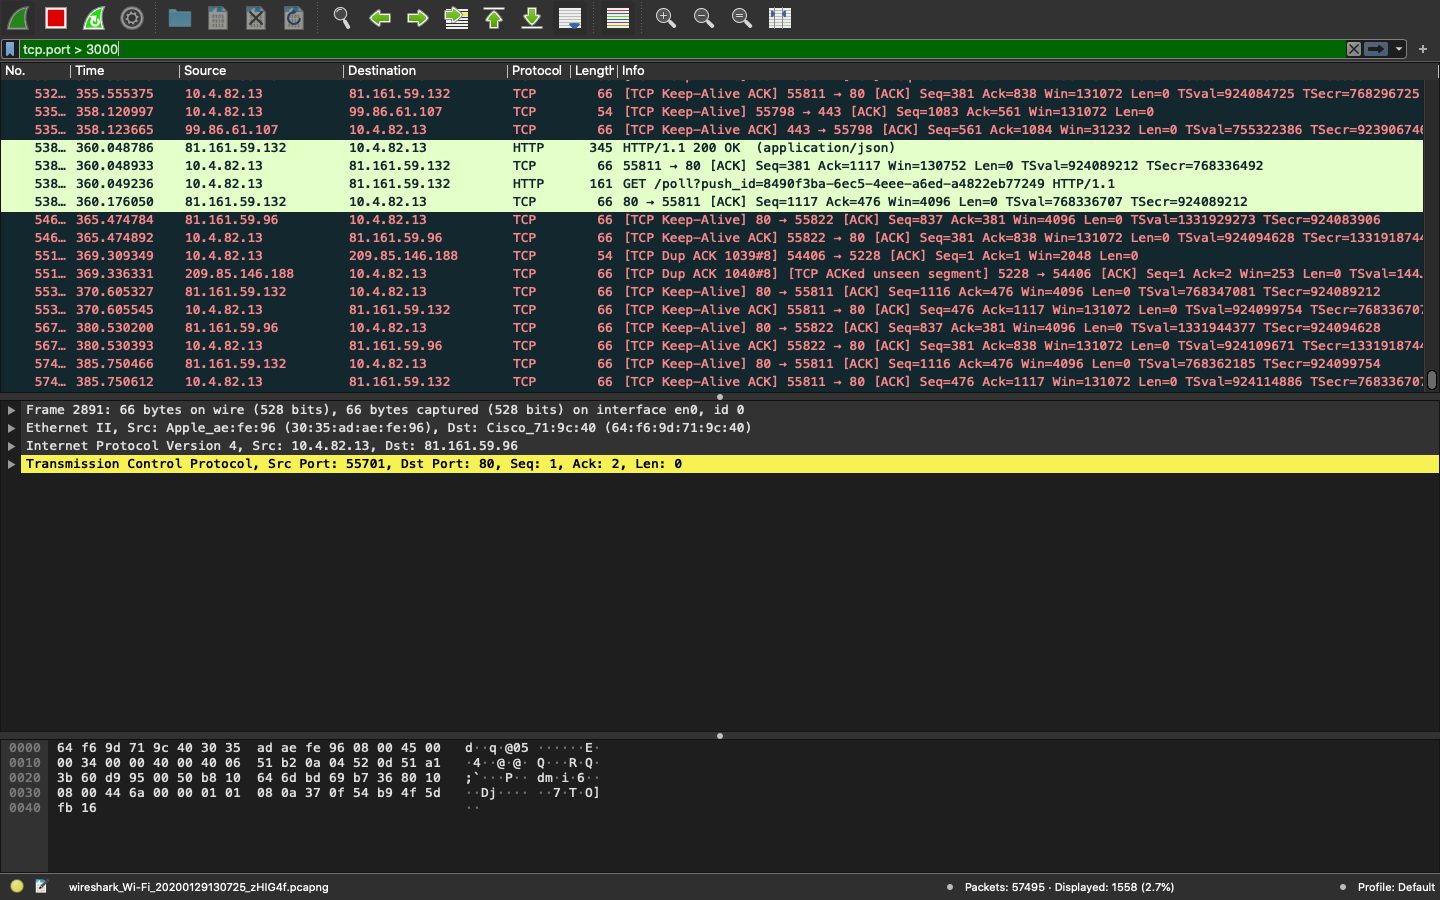 tcp.port > 3000
No. Time Source Destination Protocol Length Info
532… 355.555375 10.4.82.13 81.161.59.132 TCP 66 [TCP Keep-Alive ACK] 55811 → 80 [ACK] Seq=381 Ack=838 Win=131072 Len=0 TSval=924084725 TSecr=768296725
535… 358.120997 10.4.82.13 99.86.61.107 TCP 54 [TCP Keep-Alive] 55798 → 443 [ACK] Seq=1083 Ack=561 Win=131072 Len=0
535… 358.123665 99.86.61.107 10.4.82.13 TCP 66 [TCP Keep-Alive ACK] 443 → 55798 [ACK] Seq=561 Ack=1084 Win=31232 Len=0 TSval=755322386 TSecr=923906746
538… 360.048786 81.161.59.132 10.4.82.13 HTTP 345 HTTP/1.1 200 OK (application/json)
538… 360.048933 10.4.82.13 81.161.59.132 TCP 66 55811 → 80 [ACK] Seq=381 Ack=1117 Win=130752 Len=0 TSval=924089212 TSecr=768336492
538… 360.049236 10.4.82.13 81.161.59.132 HTTP 161 GET /poll?push_id=8490f3ba-6ec5-4eee-a6ed-a4822eb77249 HTTP/1.1
538… 360.176050 81.161.59.132 10.4.82.13 TCP 66 80 → 55811 [ACK] Seq=1117 Ack=476 Win=4096 Len=0 TSval=768336707 TSecr=924089212
546… 365.474784 81.161.59.96 10.4.82.13 TCP 66 [TCP Keep-Alive] 80 → 55822 [ACK] Seq=837 Ack=381 Win=4096 Len=0 TSval=1331929273 TSecr=924083906
546… 365.474892 10.4.82.13 81.161.59.96 TCP 66 [TCP Keep-Alive ACK] 55822 → 80 [ACK] Seq=381 Ack=838 Win=131072 Len=0 TSval=924094628 TSecr=1331918744
551… 369.309349 10.4.82.13 209.85.146.188 TCP 54 [TCP Dup ACK 1039#8] 54406 → 5228 [ACK] Seq=1 Ack=1 Win=2048 Len=0
551… 369.336331 209.85.146.188 10.4.82.13 TCP 66 [TCP Dup ACK 1040#8] [TCP ACKed unseen segment] 5228 → 54406 [ACK] Seq=1 Ack=2 Win=253 Len=0 TSval=144…
553… 370.605327 81.161.59.132 10.4.82.13 TCP 66 [TCP Keep-Alive] 80 → 55811 [ACK] Seq=1116 Ack=476 Win=4096 Len=0 TSval=768347081 TSecr=924089212
553… 370.605545 10.4.82.13 81.161.59.132 TCP 66 [TCP Keep-Alive ACK] 55811 → 80 [ACK] Seq=476 Ack=1117 Win=131072 Len=0 TSval=924099754 TSecr=768336707
567… 380.530200 81.161.59.96 10.4.82.13 TCP 66 [TCP Keep-Alive] 80 → 55822 [ACK] Seq=837 Ack=381 Win=4096 Len=0 TSval=1331944377 TSecr=924094628
567… 380.530393 10.4.82.13 81.161.59.96 TCP 66 [TCP Keep-Alive ACK] 55822 → 80 [ACK] Seq=381 Ack=838 Win=131072 Len=0 TSval=924109671 TSecr=1331918744
574… 385.750466 81.161.59.132 10.4.82.13 TCP 66 [TCP Keep-Alive] 80 → 55811 [ACK] Seq=1116 Ack=476 Win=4096 Len=0 TSval=768362185 TSecr=924099754
574… 385.750612 10.4.82.13 81.161.59.132 TCP 66 [TCP Keep-Alive ACK] 55811 → 80 [ACK] Seq=476 Ack=1117 Win=131072 Len=0 TSval=924114886 TSecr=768336707
Frame 2891: 66 bytes on wire (528 bits), 66 bytes captured (528 bits) on interface en0, id 0
Ethernet II, Src: Apple_ae:fe:96 (30:35:ad:ae:fe:96), Dst: Cisco_71:9c:40 (64:f6:9d:71:9c:40)
Internet Protocol Version 4, Src: 10.4.82.13, Dst: 81.161.59.96
Transmission Control Protocol, Src Port: 55701, Dst Port: 80, Seq: 1, Ack: 2, Len: 0
0000 64 f6 9d 71 9c 40 30 35 ad ae fe 96 08 00 45 00 d··q·@05 ······E·
0010 00 34 00 00 40 00 40 06 51 b2 0a 04 52 0d 51 a1 ·4··@·@· Q···R·Q·
0020 3b 60 d9 95 00 50 b8 10 64 6d bd 69 b7 36 80 10 ;`···P·· dm·i·6··
0030 08 00 44 6a 00 00 01 01 08 0a 37 0f 54 b9 4f 5d ··Dj···· ··7·T·O]
0040 fb 16 ··
wireshark_Wi-Fi_20200129130725_zHIG4f.pcapng
Packets: 57495 · Displayed: 1558 (2.7%)
Profile: Default